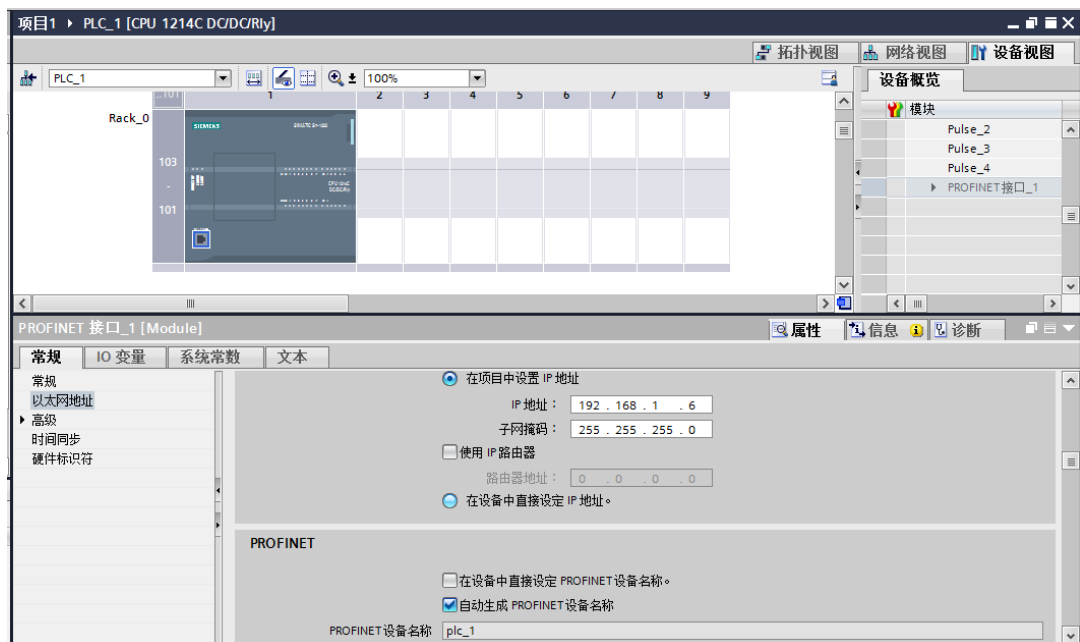 项目1 ▸ PLC_1 [CPU 1214C DC/DC/Rly]
拓扑视图 网络视图 设备视图
PLC_1 100% 设备概览
1 2 3 4 5 6 7 8 9
模块
Rack_0
SIEMENS
Pulse_2
Pulse_3
Pulse_4
103
PROFINET接口_1
-
101
PROFINET 接口_1 [Module] 属性 信息 诊断
常规 IO 变量 系统常数 文本
常规
以太网地址
高级
时间同步
硬件标识符
在项目中设置 IP 地址
IP 地址： 192 . 168 . 1 . 6
子网掩码： 255 . 255 . 255 . 0
使用 IP 路由器
路由器地址： 0 . 0 . 0 . 0
在设备中直接设定 IP 地址。
PROFINET
在设备中直接设定 PROFINET 设备名称。
自动生成 PROFINET 设备名称
PROFINET 设备名称 plc_1